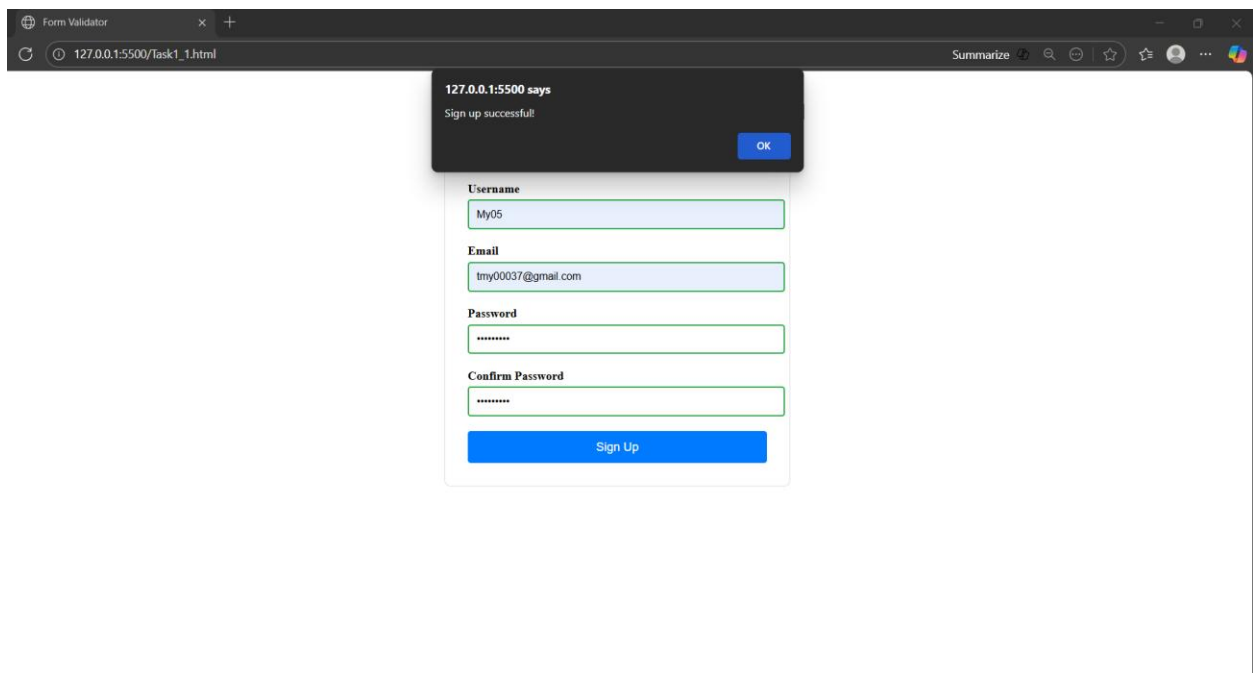 Form Validator
127.0.0.1:5500/Task1_1.html
Summarize
127.0.0.1:5500 says
Sign up successful!
OK
Username
My05
Email
tmy00037@gmail.com
Password
•••••••••
Confirm Password
•••••••••
Sign Up